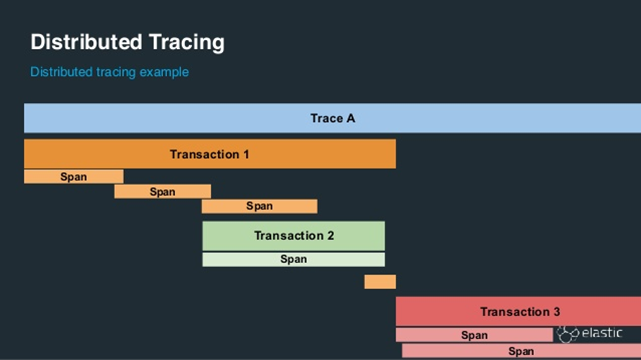 Distributed Tracing
Distributed tracing example
Trace A
Transaction 1
Span
Span
Span
Transaction 2
Span
Transaction 3
elastic
Span
Span